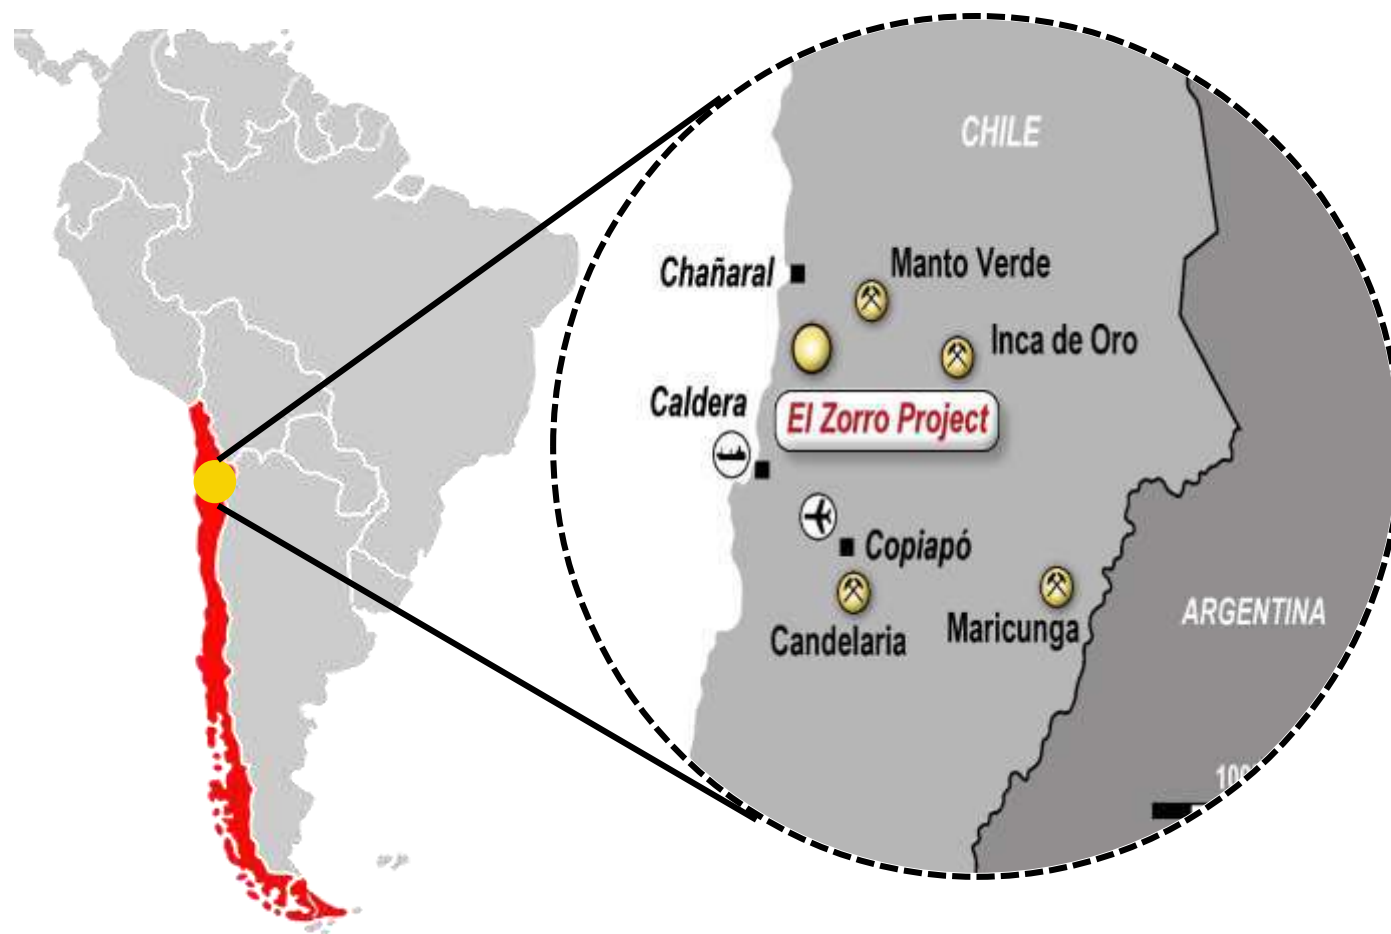 CHILE
Manto Verde
Chañaral
Inca de Oro
Caldera
El Zorro Project
Copiapó
ARGENTINA
Candelaria
Maricunga